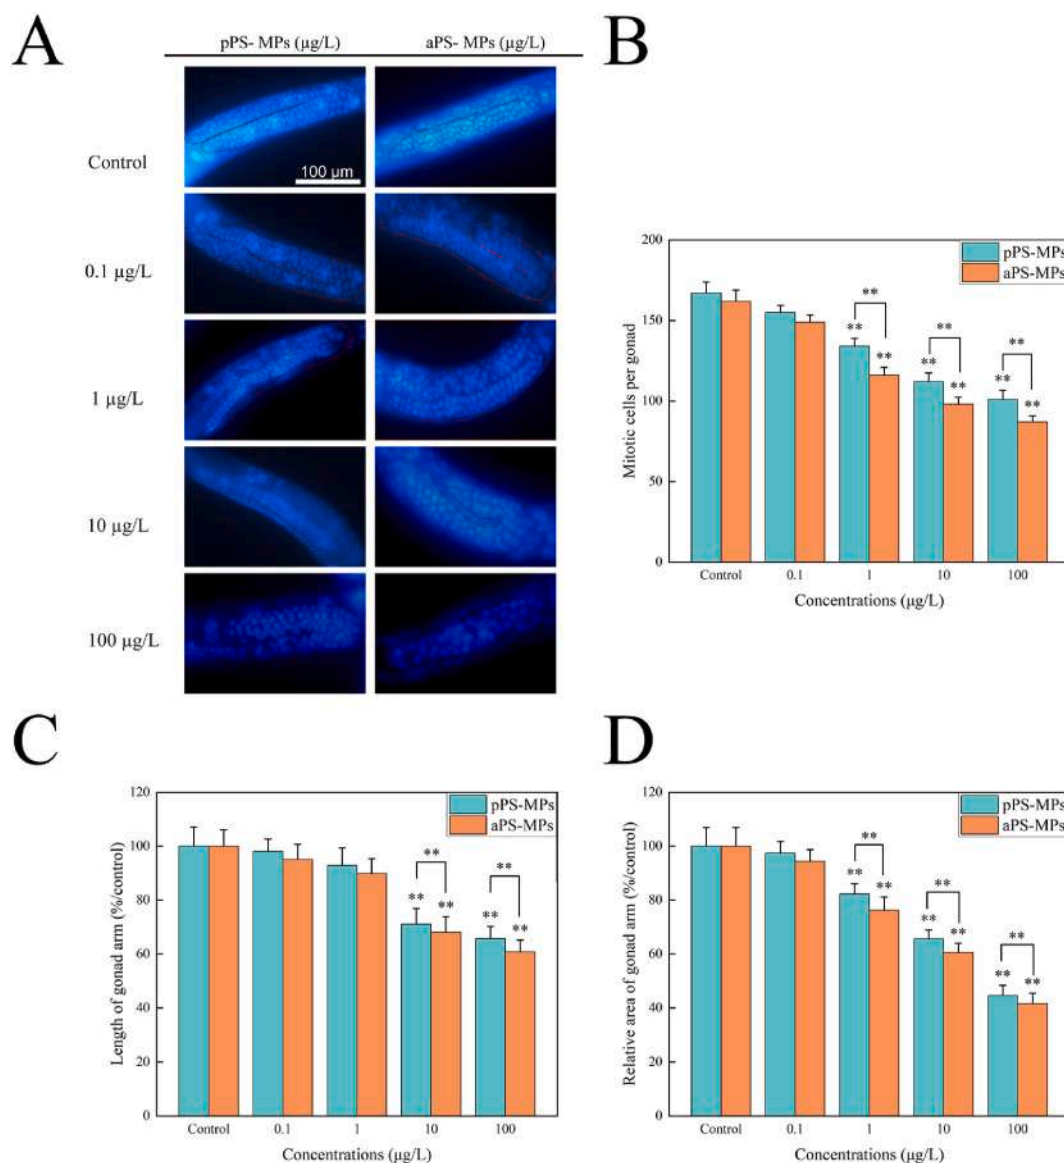 A
pPS- MPs (µg/L)
aPS- MPs (µg/L)
Control
100 µm
0.1 µg/L
1 µg/L
10 µg/L
100 µg/L
B
200
150
100
50
0
Mitotic cells per gonad
pPS-MPs
aPS-MPs
**
**
**
**
**
**
**
**
**
Control
0.1
1
10
100
Concentrations (µg/L)
C
120
100
80
60
40
20
0
Length of gonad arm (%/control)
pPS-MPs
aPS-MPs
**
**
**
**
**
**
Control
0.1
1
10
100
Concentrations (µg/L)
D
120
100
80
60
40
20
0
Relative area of gonad arm (%/control)
pPS-MPs
aPS-MPs
**
**
**
**
**
**
**
**
**
Control
0.1
1
10
100
Concentrations (µg/L)